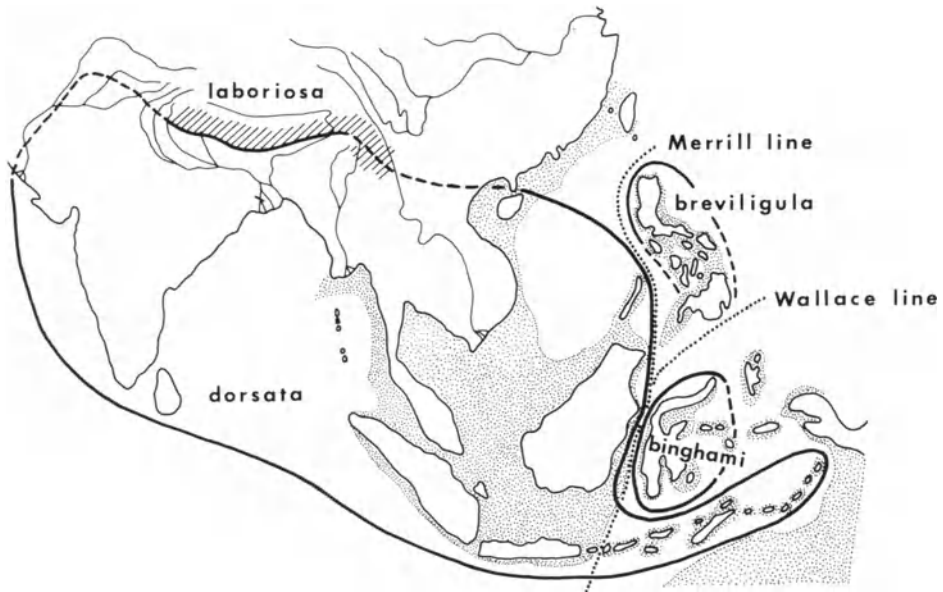 laboriosa
Merrill line
breviligula
Wallace line
dorsata
binghami